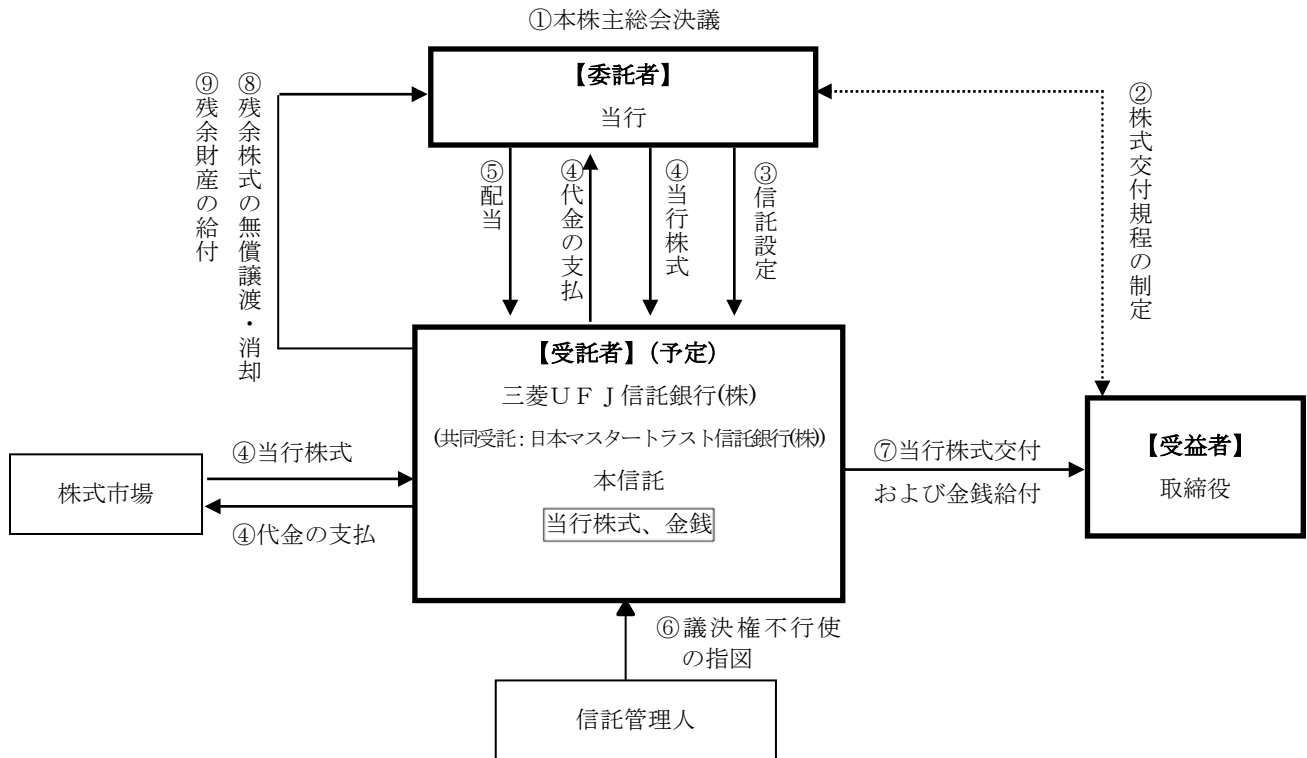 ①本株主総会決議
【委託者】
当行
⑨残余財産の給付
⑧残余株式の無償譲渡・消却
⑤配当
④代金の支払
④当行株式
③信託設定
②株式交付規程の制定
【受託者】(予定)
三菱UFJ信託銀行(株)
(共同受託:日本マスタートラスト信託銀行(株))
本信託
当行株式、金銭
④当行株式
株式市場
④代金の支払
⑦当行株式交付
および金銭給付
【受益者】
取締役
⑥議決権不行使
の指図
信託管理人